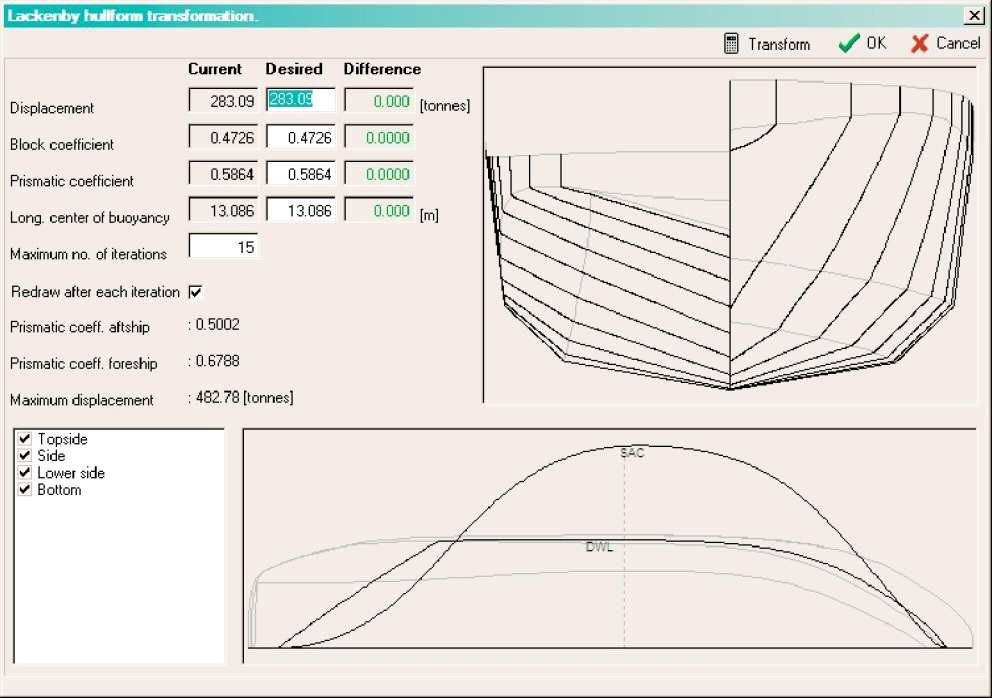 Lackenby hullform transformation.
Transform OK Cancel
Current Desired Difference
Displacement 283.09 283.09 0.000 [tonnes]
Block coefficient 0.4726 0.4726 0.0000
Prismatic coefficient 0.5864 0.5864 0.0000
Long. center of buoyancy 13.086 13.086 0.000 [m]
Maximum no. of iterations 15
Redraw after each iteration
Prismatic coeff. aftship : 0.5002
Prismatic coeff. foreship : 0.6788
Maximum displacement : 482.78 [tonnes]
Topside
Side
Lower side
Bottom
SAC
DWL